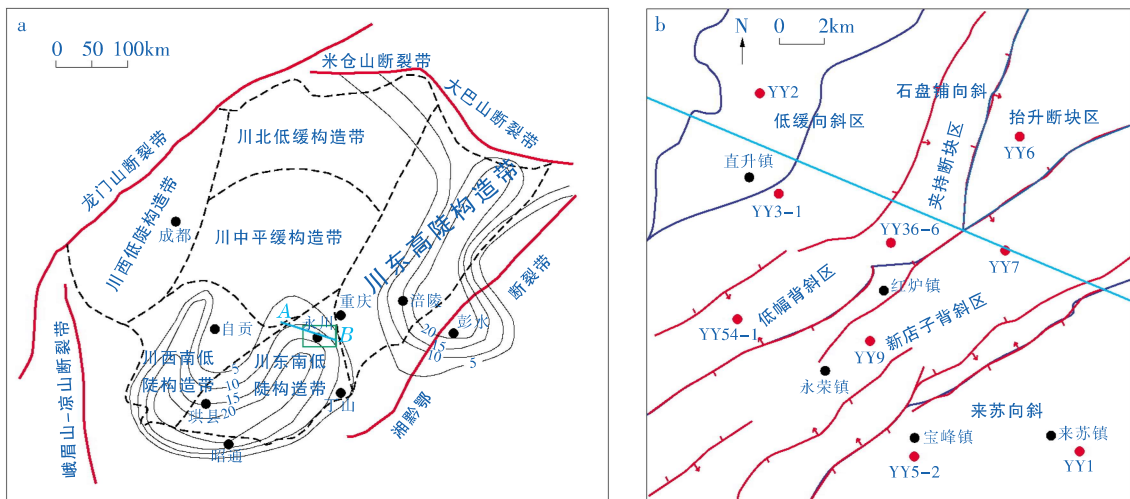 a
0 50 100km
米仓山断裂带
大巴山断裂带
龙门山断裂带
川北低缓构造带
川西低陡构造带
成都
川中平缓构造带
川东高陡构造带
断裂带
湘黔鄂
重庆
涪陵
彭水
20
15
10
5
A
永川
B
自贡
川西南低
陡构造带
川东南低
陡构造带
5
10
15
20
珙县
昭通
峨眉山-凉山断裂带
b
N
0 2km
YY2
低缓向斜区
石盘铺向斜
抬升断块区
YY6
夹持断块区
直升镇
YY3-1
YY36-6
YY7
红炉镇
低幅背斜区
YY54-1
新店子背斜区
YY9
永荣镇
来苏向斜
宝峰镇
来苏镇
YY5-2
YY1